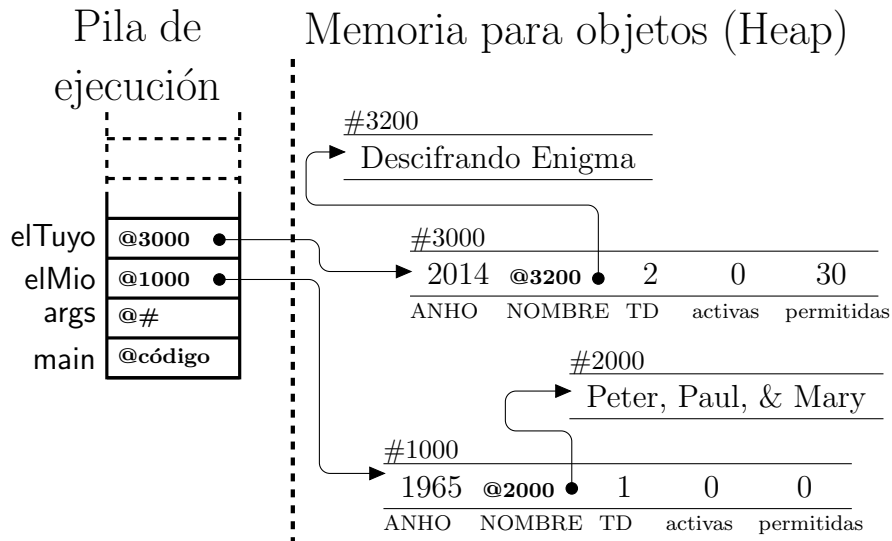 Pila de
ejecución
Memoria para objetos (Heap)
#3200
Descifrando Enigma
elTuyo @3000
elMio @1000
args @#
main @código
#3000
2014 @3200 2 0 30
ANHO NOMBRE TD activas permitidas
#2000
Peter, Paul, & Mary
#1000
1965 @2000 1 0 0
ANHO NOMBRE TD activas permitidas